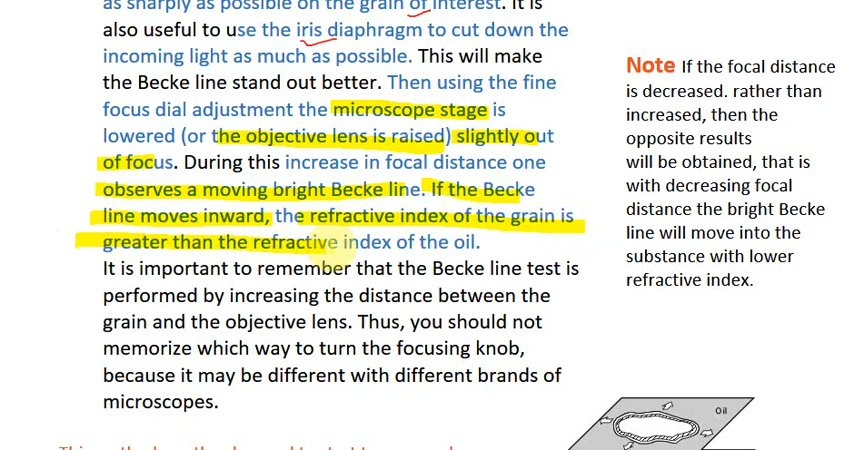 as sharply as possible on the grain of interest. It is
also useful to use the iris diaphragm to cut down the
incoming light as much as possible. This will make
the Becke line stand out better. Then using the fine
focus dial adjustment the microscope stage is
lowered (or the objective lens is raised) slightly out
of focus. During this increase in focal distance one
observes a moving bright Becke line. If the Becke
line moves inward, the refractive index of the grain is
greater than the refractive index of the oil.
It is important to remember that the Becke line test is
performed by increasing the distance between the
grain and the objective lens. Thus, you should not
memorize which way to turn the focusing knob,
because it may be different with different brands of
microscopes.
Note If the focal distance
is decreased. rather than
increased, then the
opposite results
will be obtained, that is
with decreasing focal
distance the bright Becke
line will move into the
substance with lower
refractive index.
Oil